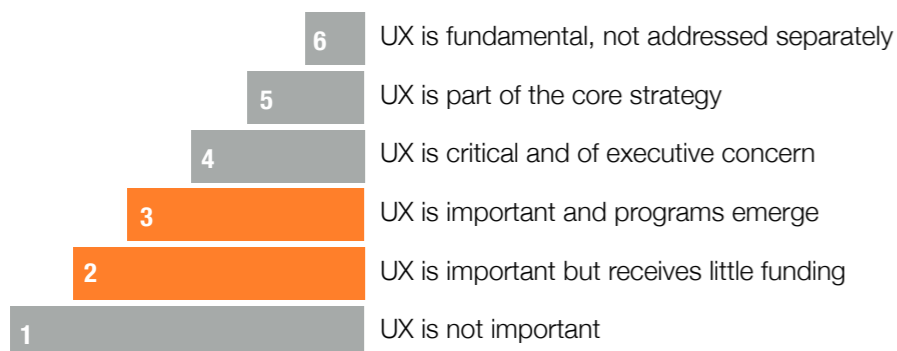 6 UX is fundamental, not addressed separately
5 UX is part of the core strategy
4 UX is critical and of executive concern
3 UX is important and programs emerge
2 UX is important but receives little funding
1 UX is not important